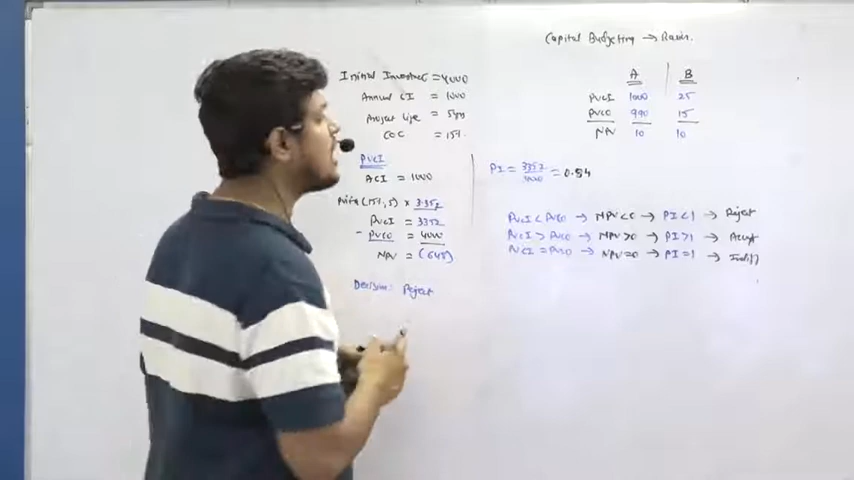 Capital Budgeting → Basics.
Initial Investment = 4000
Annual CI = 1000
Project life = 5yrs
COC = 15%
PVCI
ACI = 1000
PVIFA (15%, 5) × 3.352
PVCI = 3352
- PVCO = 4000
NPV = (648)
Decision: Reject
A B
PVCI 1000 25
PVCO 990 15
NPV 10 10
PI = 3352/4000 = 0.84
PVCI < PVCO → NPV<0 → PI<1 → Reject
PVCI > PVCO → NPV>0 → PI>1 → Accept
PVCI = PVCO → NPV=0 → PI=1 → Indiff